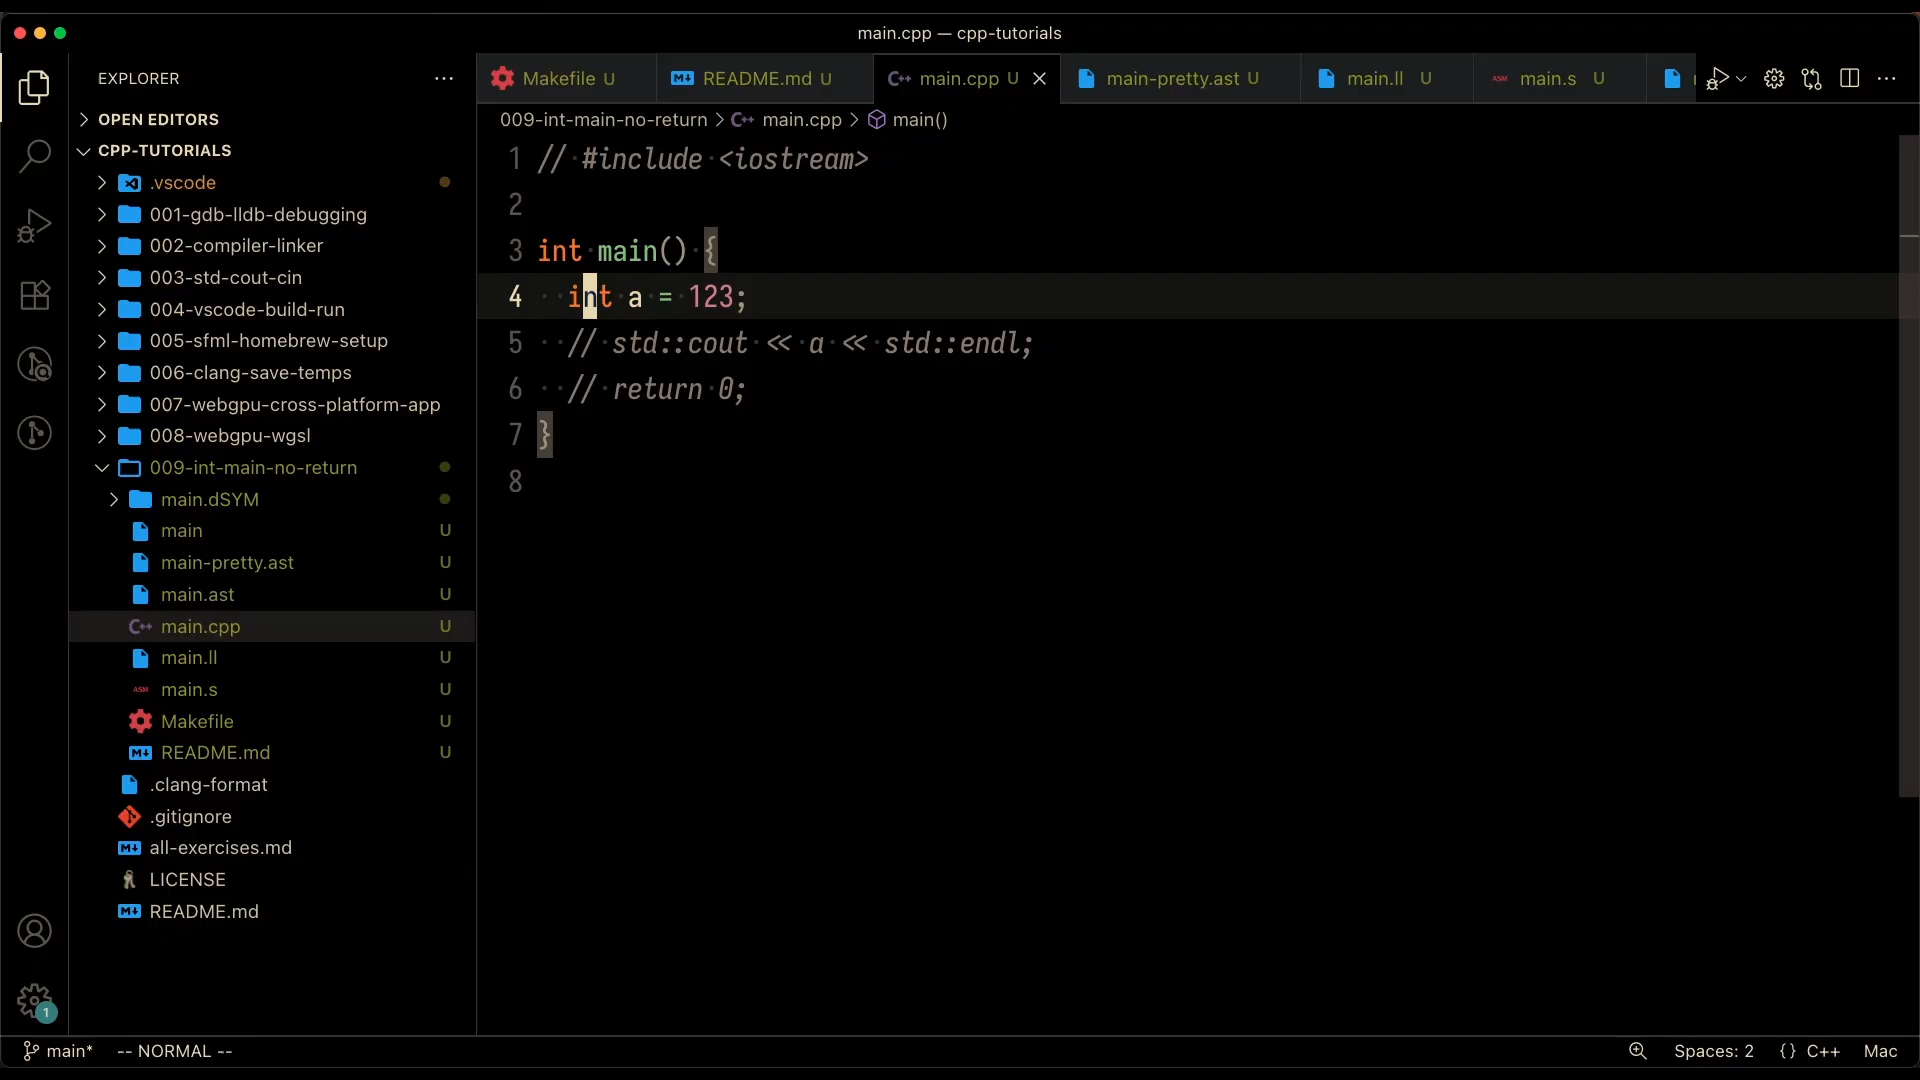 main.cpp — cpp-tutorials
EXPLORER
Makefile U
README.md U
C++ main.cpp U
main-pretty.ast U
main.ll U
ASM main.s U
009-int-main-no-return > C++ main.cpp > main()
OPEN EDITORS
CPP-TUTORIALS
.vscode
001-gdb-lldb-debugging
002-compiler-linker
003-std-cout-cin
004-vscode-build-run
005-sfml-homebrew-setup
006-clang-save-temps
007-webgpu-cross-platform-app
008-webgpu-wgsl
009-int-main-no-return
main.dSYM
main U
main-pretty.ast U
main.ast U
C++ main.cpp U
main.ll U
ASM main.s U
Makefile U
README.md U
.clang-format
.gitignore
all-exercises.md
LICENSE
README.md
1 // #include <iostream>
2
3 int main() {
4 int a = 123;
5 // std::cout << a << std::endl;
6 // return 0;
7 }
8
1
main* -- NORMAL --
Spaces: 2 {} C++ Mac